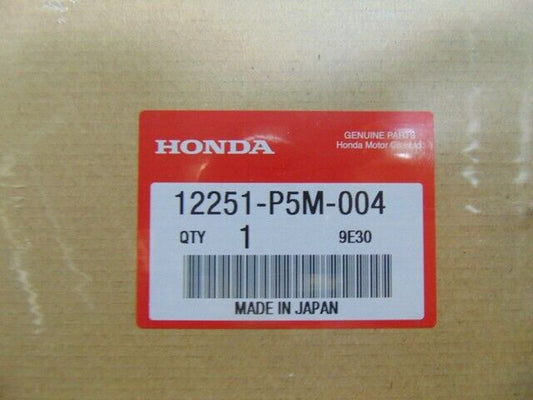 HONDA
GENUINE PARTS
Honda Motor Co., Ltd.
12251-P5M-004
QTY 1 9E30
MADE IN JAPAN